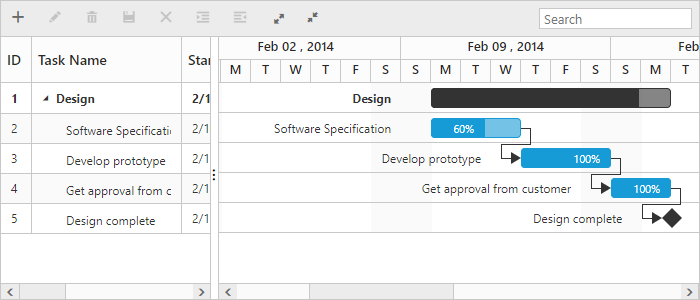 Search
ID Task Name Star
Feb 02 , 2014 Feb 09 , 2014 Feb
M T W T F S S M T W T F S S M T
1 Design 2/1 Design
2 Software Specificatio 2/1 Software Specification 60%
3 Develop prototype 2/1 Develop prototype 100%
4 Get approval from c 2/1 Get approval from customer 100%
5 Design complete 2/1 Design complete